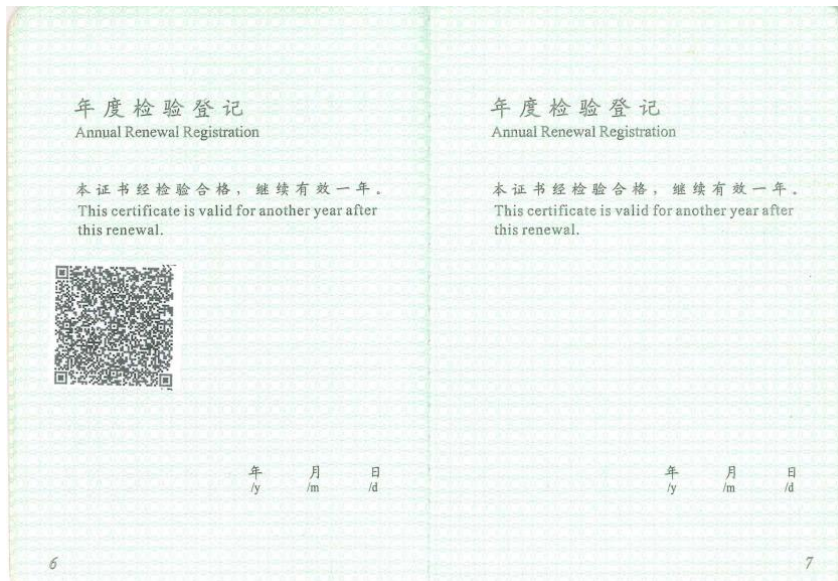 年度检验登记
Annual Renewal Registration
本证书经检验合格，继续有效一年。
This certificate is valid for another year after
this renewal.
年 月 日
/y /m /d
6
年度检验登记
Annual Renewal Registration
本证书经检验合格，继续有效一年。
This certificate is valid for another year after
this renewal.
年 月 日
/y /m /d
7